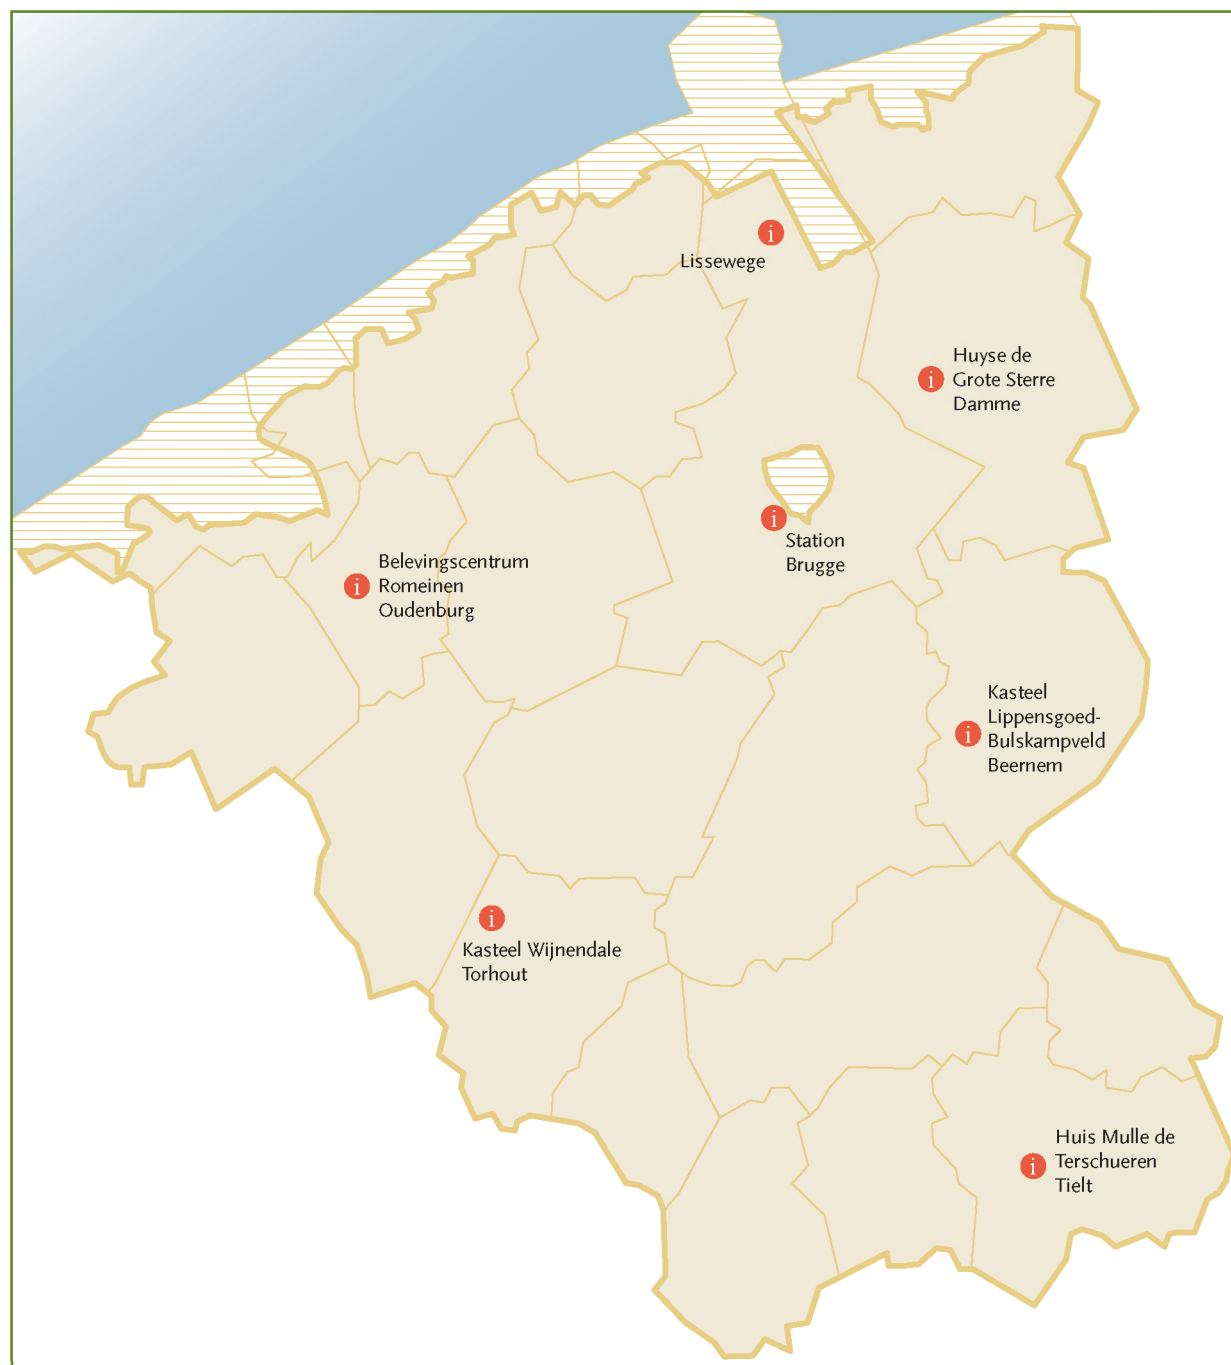 i
Lissewege
i
Huyse de
Grote Sterre
Damme
i
Station
Brugge
i
Belevingscentrum
Romeinen
Oudenburg
i
Kasteel
Lippensgoed-
Bulskampveld
Beernem
i
Kasteel Wijnendale
Torhout
i
Huis Mulle de
Terschueren
Tielt